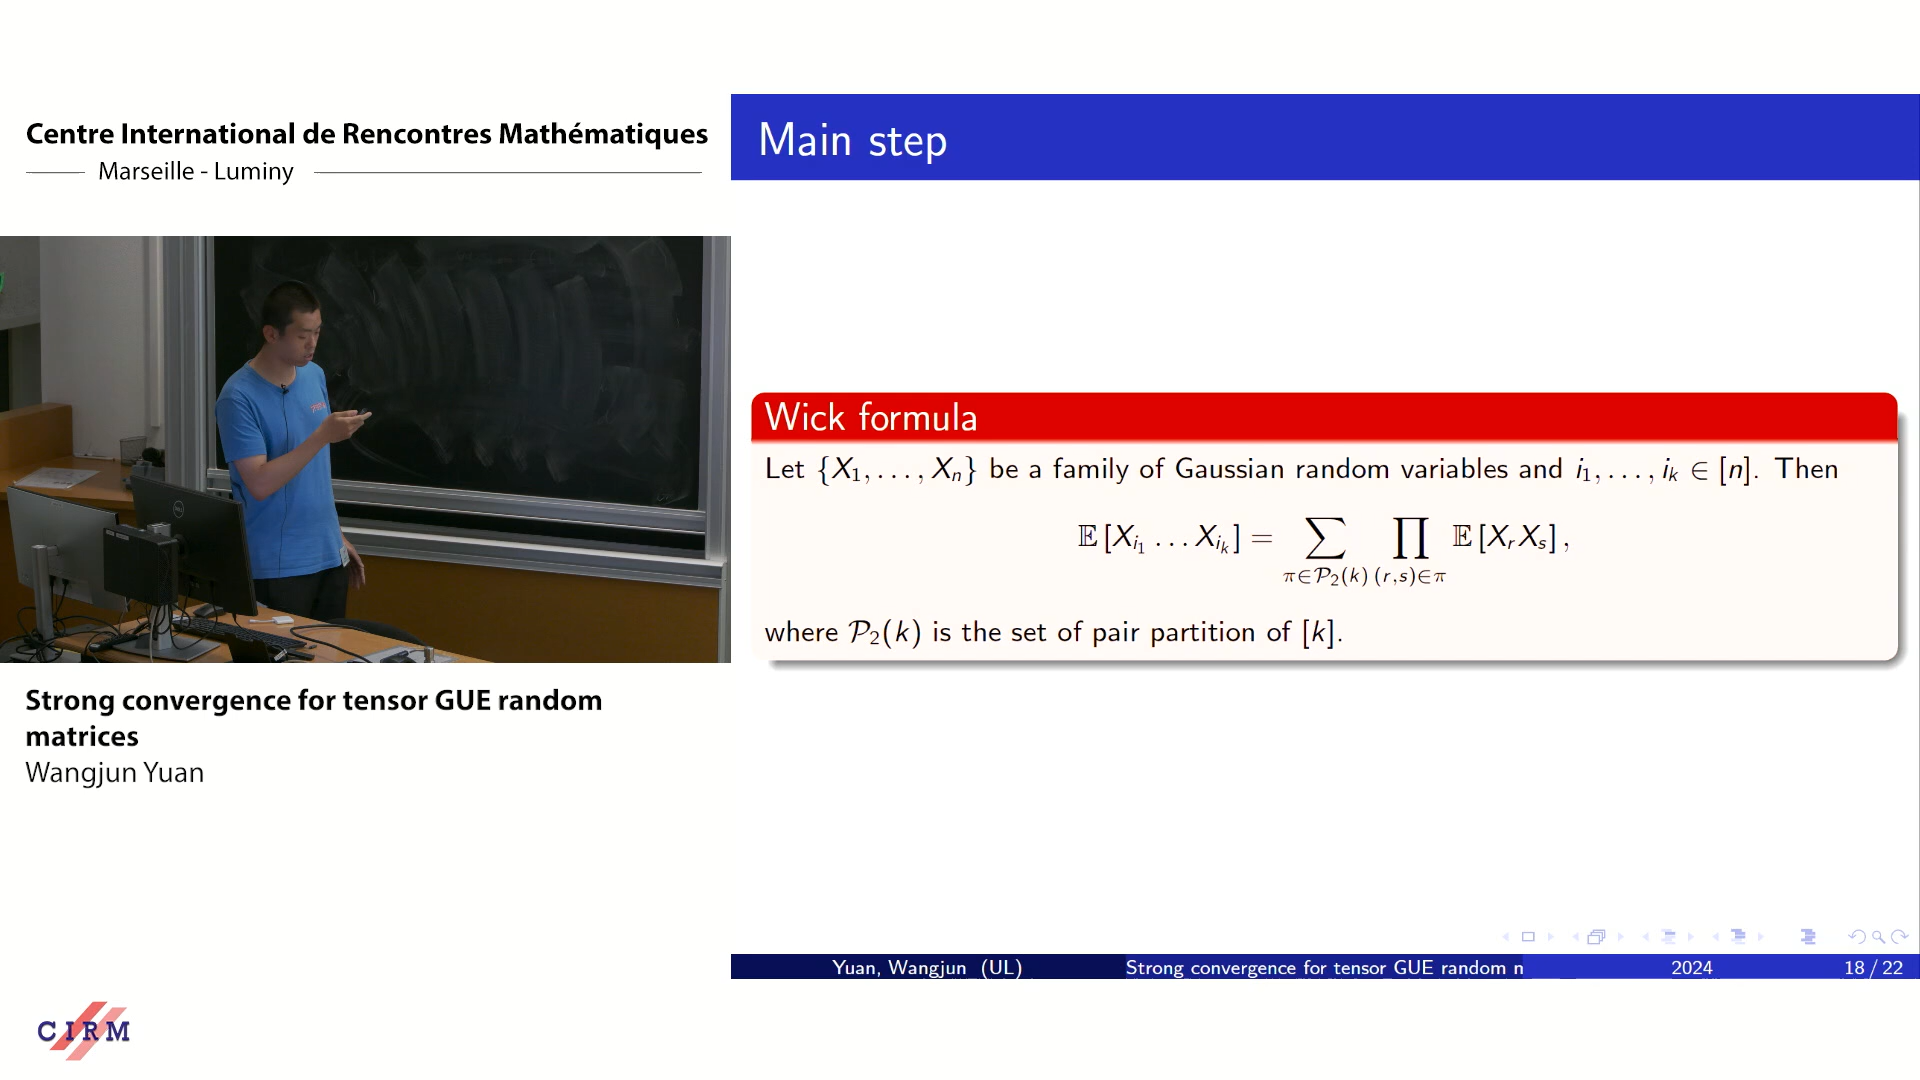 Centre International de Rencontres Mathématiques
Marseille - Luminy
Strong convergence for tensor GUE random
matrices
Wangjun Yuan
CIRM
Main step
Wick formula
Let {X₁, . . . , Xₙ} be a family of Gaussian random variables and i₁, . . . , iₖ ∈ [n]. Then
𝔼 [X_{i₁} . . . X_{iₖ}] = ∑_{π∈𝒫₂(k)} ∏_{(r,s)∈π} 𝔼 [X_r X_s] ,
where 𝒫₂(k) is the set of pair partition of [k].
Yuan, Wangjun (UL) Strong convergence for tensor GUE random 2024 18 / 22